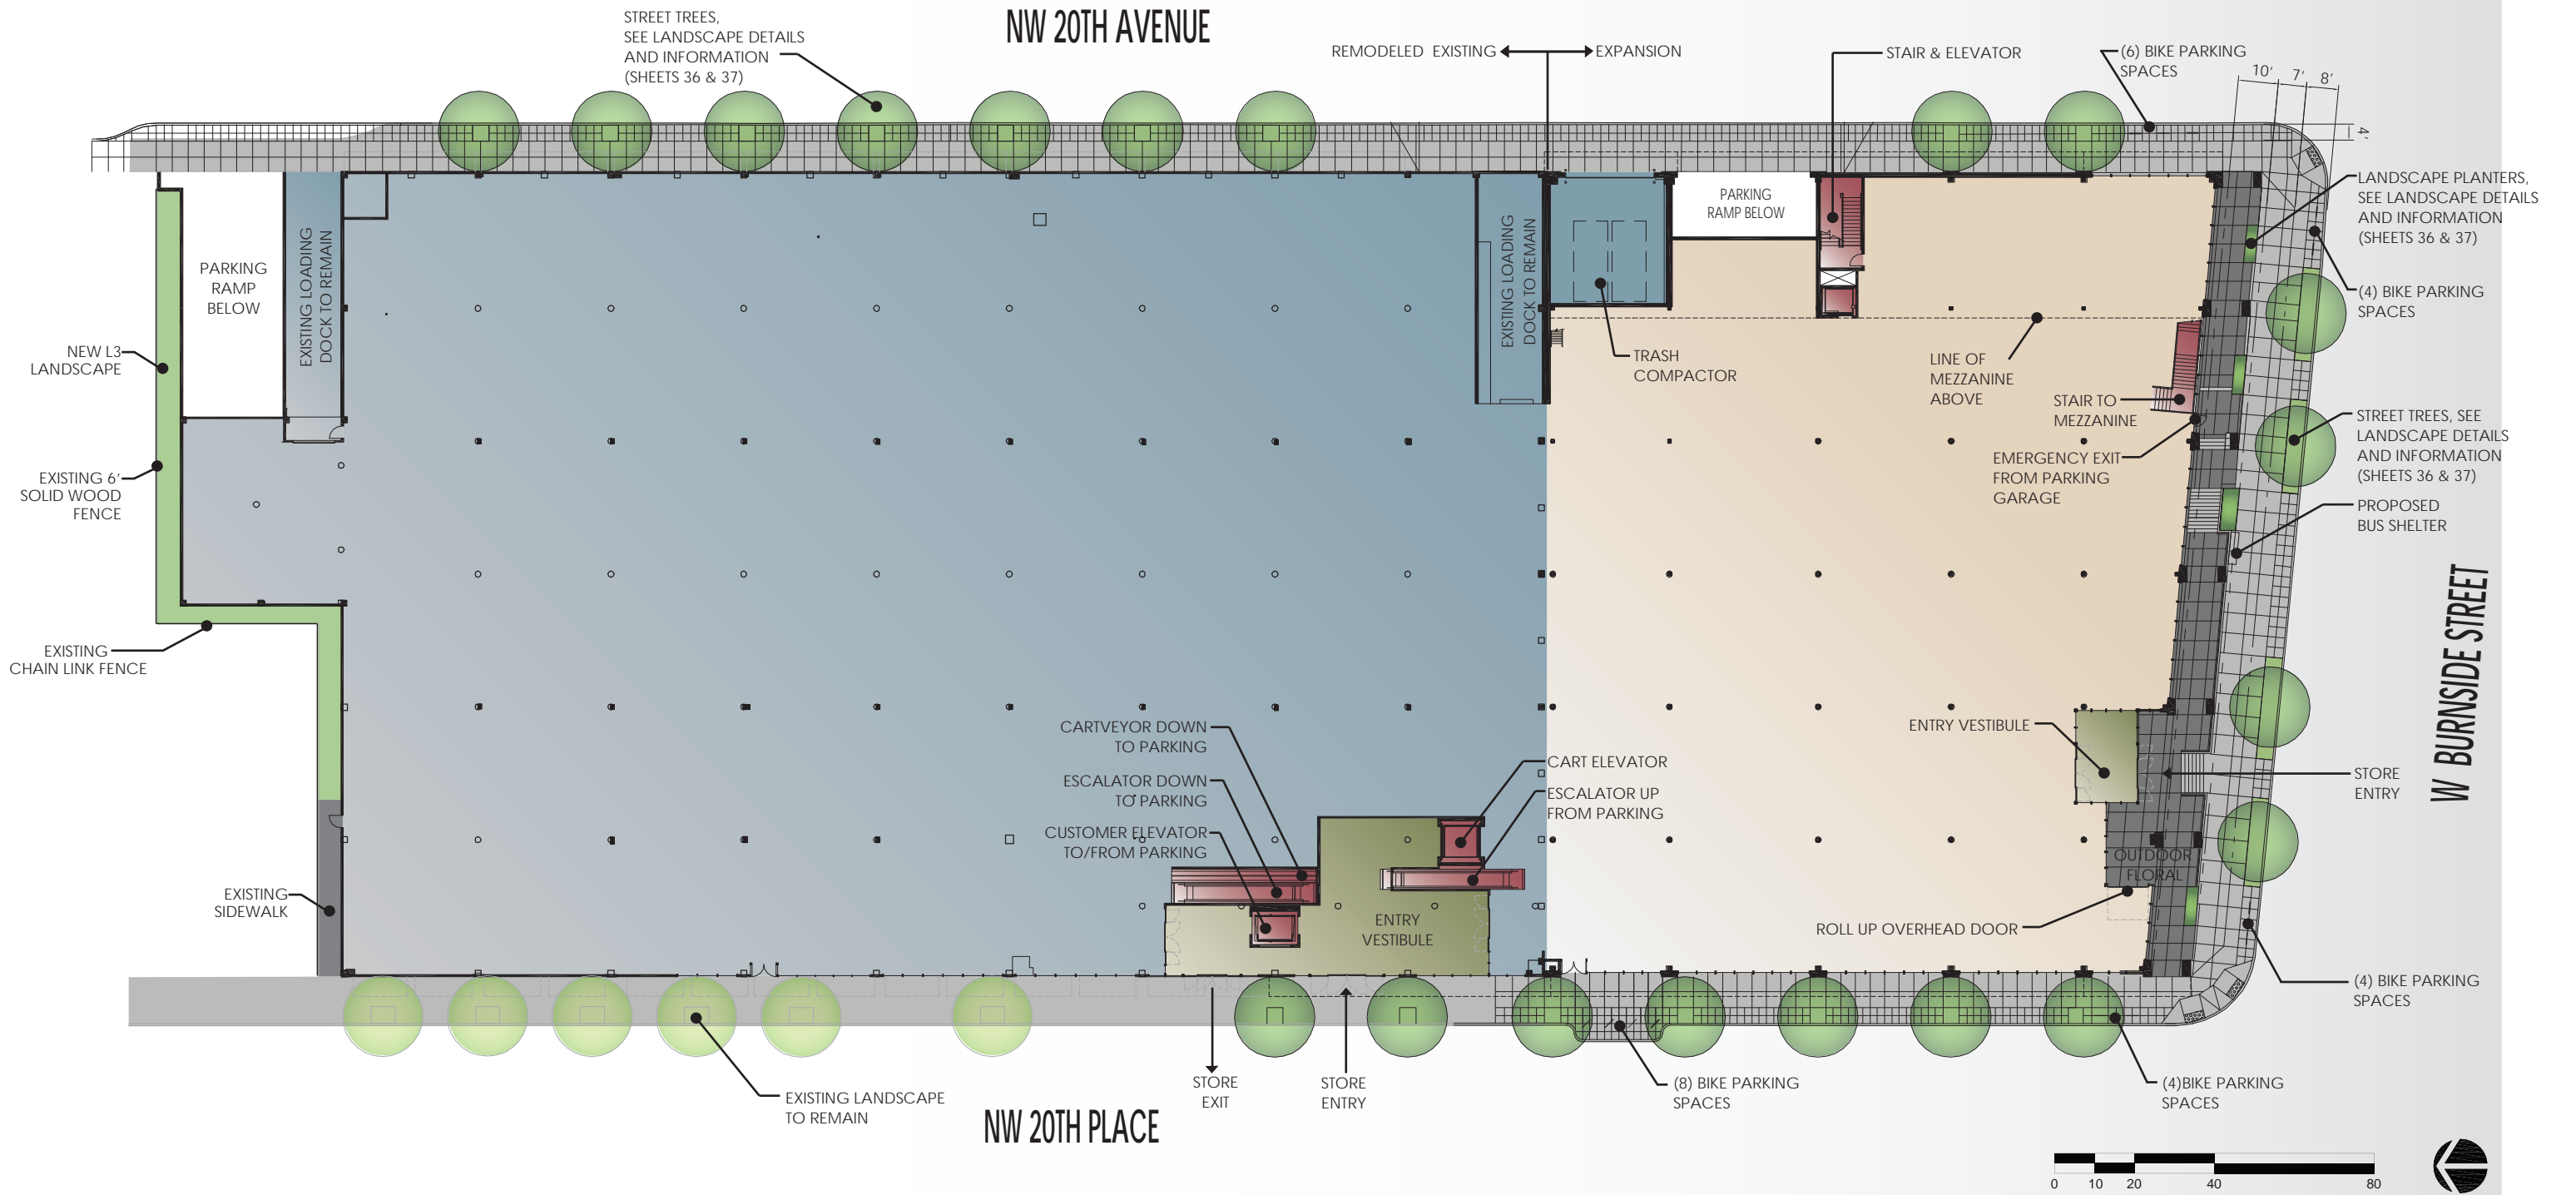 NW 20TH AVENUE
STREET TREES,
SEE LANDSCAPE DETAILS
AND INFORMATION
(SHEETS 36 & 37)
REMODELED EXISTING
EXPANSION
STAIR & ELEVATOR
(6) BIKE PARKING
SPACES
10'
7'
8'
4'
LANDSCAPE PLANTERS,
SEE LANDSCAPE DETAILS
AND INFORMATION
(SHEETS 36 & 37)
(4) BIKE PARKING
SPACES
PARKING
RAMP BELOW
PARKING
RAMP
BELOW
EXISTING LOADING
DOCK TO REMAIN
EXISTING LOADING
DOCK TO REMAIN
NEW L3
LANDSCAPE
TRASH
COMPACTOR
LINE OF
MEZZANINE
ABOVE
STAIR TO
MEZZANINE
STREET TREES, SEE
LANDSCAPE DETAILS
AND INFORMATION
(SHEETS 36 & 37)
EMERGENCY EXIT
FROM PARKING
GARAGE
EXISTING 6'
SOLID WOOD
FENCE
PROPOSED
BUS SHELTER
W BURNSIDE STREET
EXISTING
CHAIN LINK FENCE
CARTVEYOR DOWN
TO PARKING
ESCALATOR DOWN
TO PARKING
CUSTOMER ELEVATOR
TO/FROM PARKING
CART ELEVATOR
ESCALATOR UP
FROM PARKING
ENTRY VESTIBULE
STORE
ENTRY
OUTDOOR
FLORAL
EXISTING
SIDEWALK
ENTRY
VESTIBULE
ROLL UP OVERHEAD DOOR
(4) BIKE PARKING
SPACES
STORE
EXIT
STORE
ENTRY
(8) BIKE PARKING
SPACES
(4)BIKE PARKING
SPACES
EXISTING LANDSCAPE
TO REMAIN
NW 20TH PLACE
0 10 20 40 80